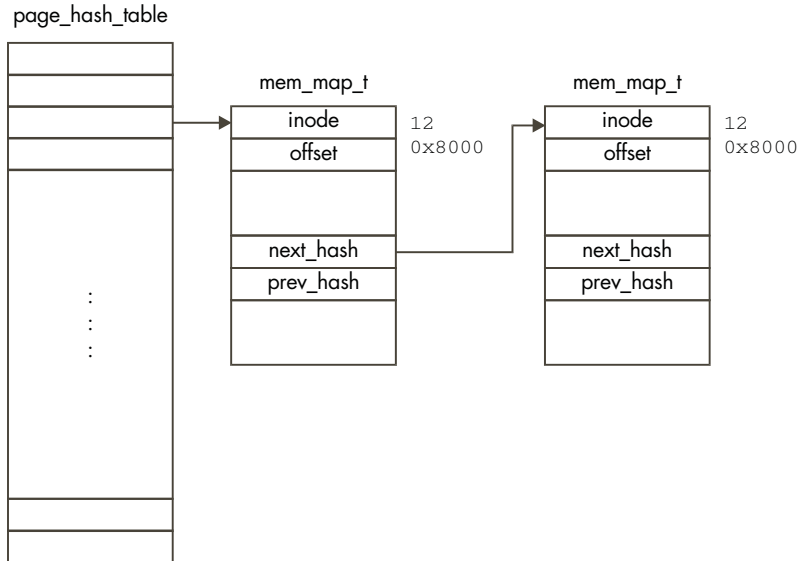 page_hash_table
mem_map_t
inode
12
offset
0x8000
next_hash
prev_hash
mem_map_t
inode
12
offset
0x8000
next_hash
prev_hash
:
:
: